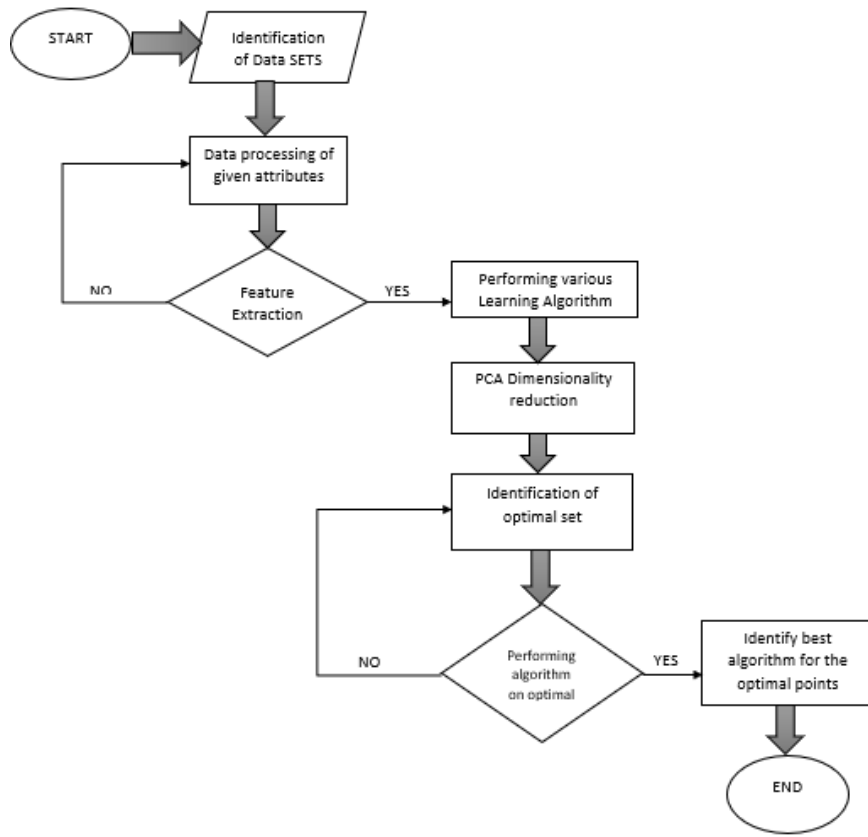 START
Identification
of Data SETS
Data processing of
given attributes
NO
Feature
Extraction
YES
Performing various
Learning Algorithm
PCA Dimensionality
reduction
Identification of
optimal set
NO
Performing
algorithm
on optimal
YES
Identify best
algorithm for the
optimal points
END